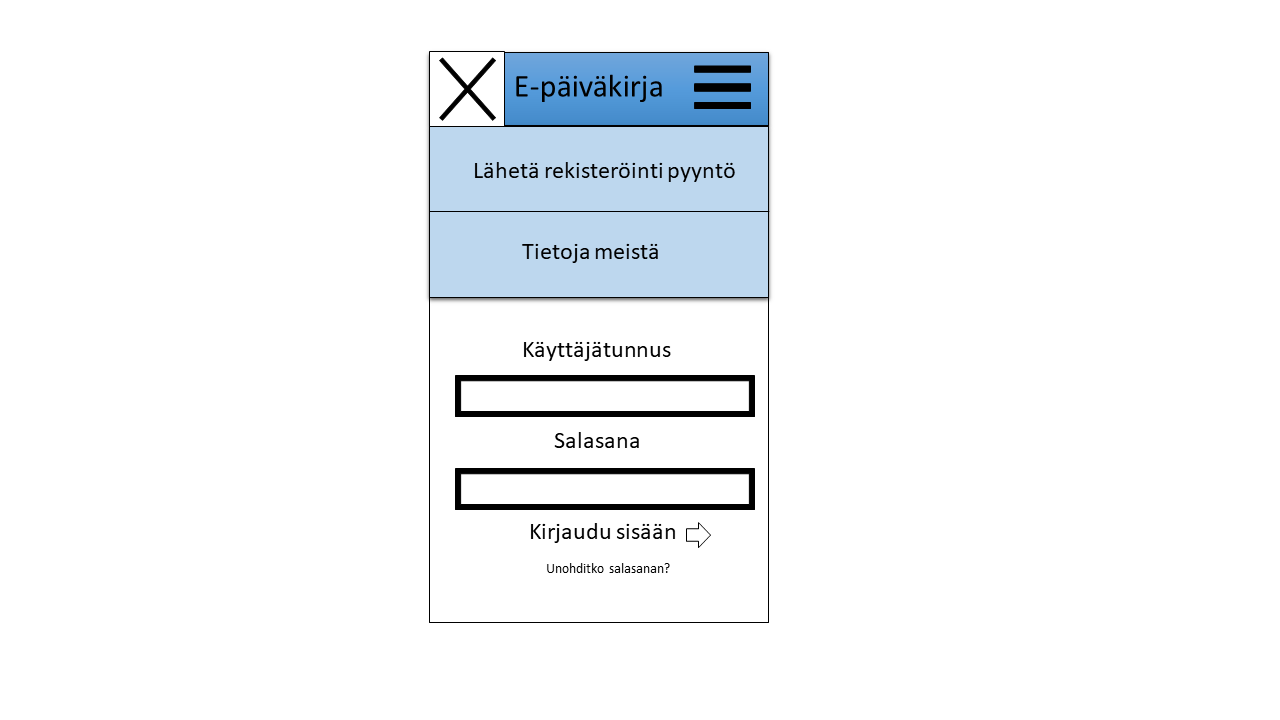 E-päiväkirja
Lähetä rekisteröinti pyyntö
Tietoja meistä
Käyttäjätunnus
Salasana
Kirjaudu sisään
Unohditko salasanan?